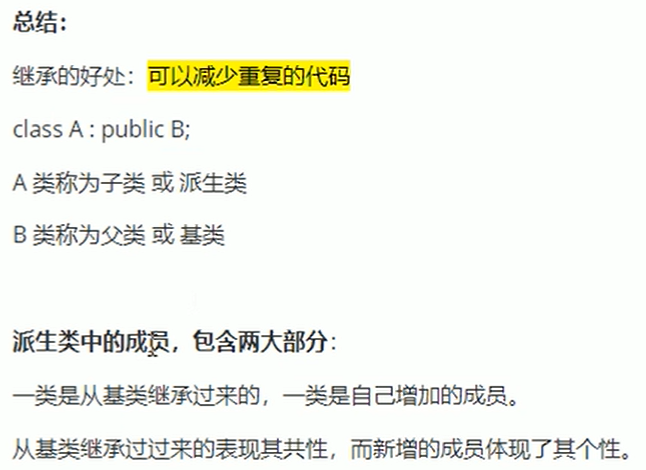 总结：
继承的好处：可以减少重复的代码
class A : public B;
A 类称为子类 或 派生类
B 类称为父类 或 基类
派生类中的成员，包含两大部分：
一类是从基类继承过来的，一类是自己增加的成员。
从基类继承过过来的表现其共性，而新增的成员体现了其个性。